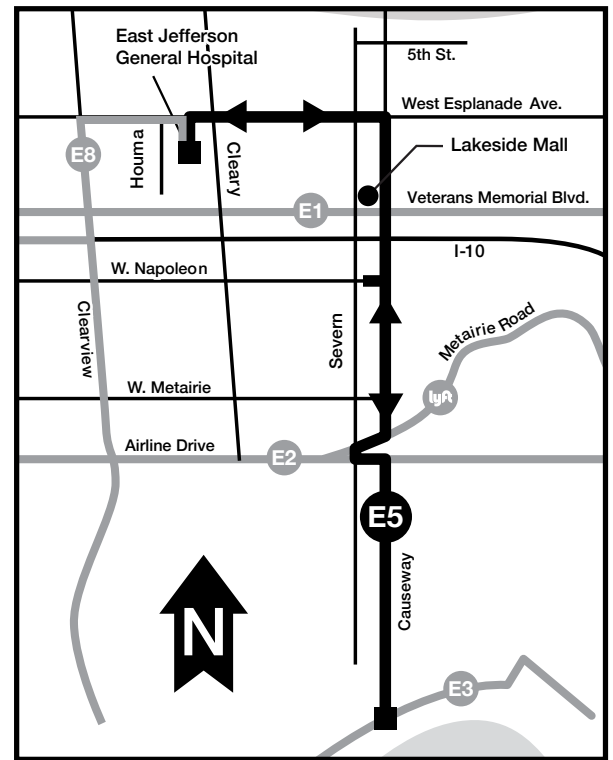 East Jefferson
General Hospital
5th St.
West Esplanade Ave.
E8
Houma
Cleary
Lakeside Mall
Veterans Memorial Blvd.
E1
I-10
W. Napoleon
Clearview
Severn
Metairie Road
W. Metairie
lyft
Airline Drive
E2
E5
Causeway
N
E3